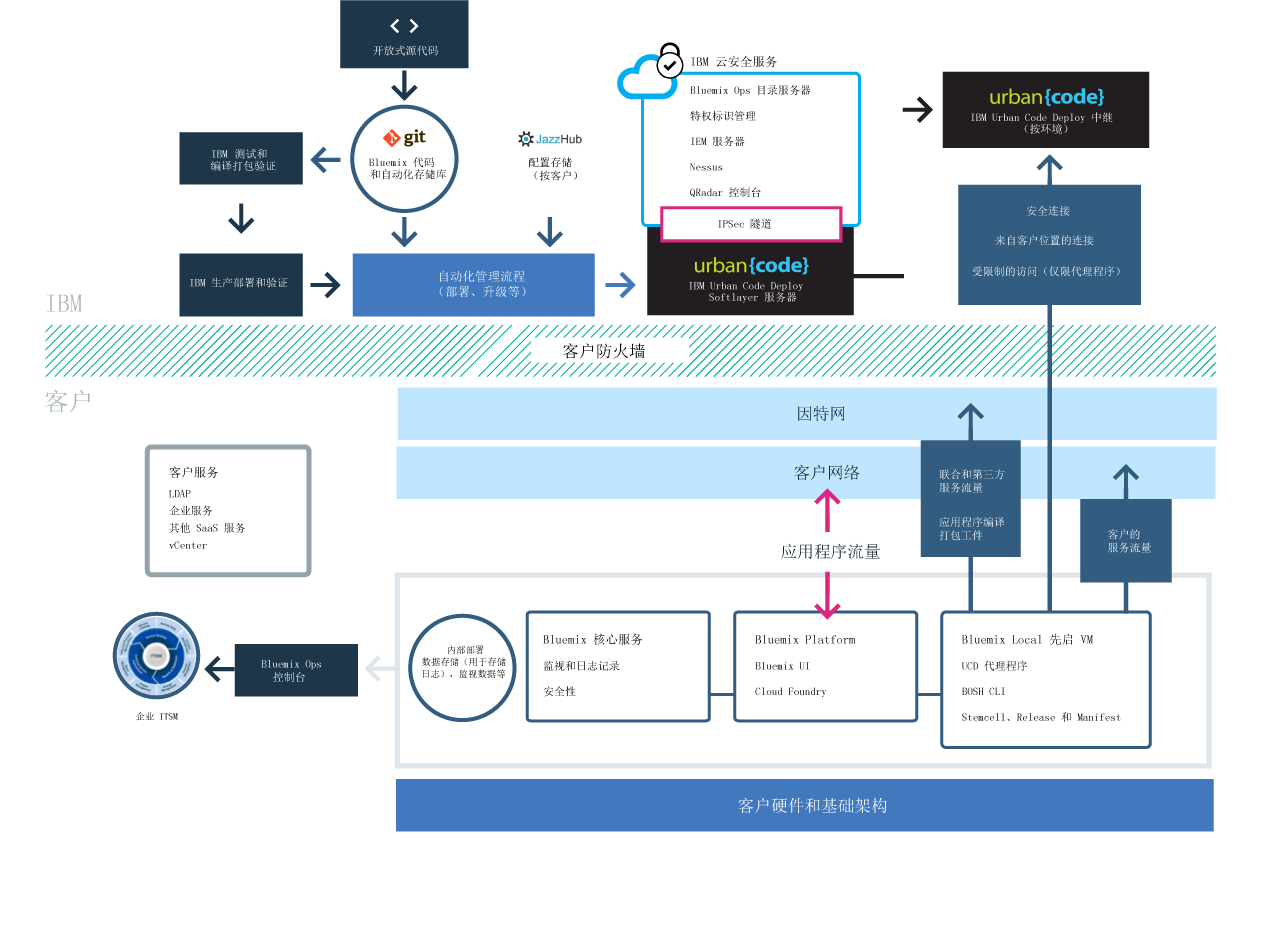 开放式源代码
git
Bluemix 代码
和自动化存储库
IBM 测试和
编译打包验证
JazzHub
配置存储
（按客户）
IBM 生产部署和验证
自动化管理流程
（部署、升级等）
IBM 云安全服务
Bluemix Ops 目录服务器
特权标识管理
IEM 服务器
Nessus
QRadar 控制台
IPSec 隧道
urban{code}
IBM Urban Code Deploy
Softlayer 服务器
urban{code}
IBM Urban Code Deploy 中继
（按环境）
安全连接
来自客户位置的连接
受限制的访问（仅限代理程序）
IBM
客户防火墙
客户
因特网
客户网络
应用程序流量
联合和第三方
服务流量
应用程序编译
打包工件
客户的
服务流量
客户服务
LDAP
企业服务
其他 SaaS 服务
vCenter
ITSM
企业 ITSM
Bluemix Ops
控制台
内部部署
数据存储（用于存储
日志），监视数据等
Bluemix 核心服务
监视和日志记录
安全性
Bluemix Platform
Bluemix UI
Cloud Foundry
Bluemix Local 先启 VM
UCD 代理程序
BOSH CLI
Stemcell、Release 和 Manifest
客户硬件和基础架构